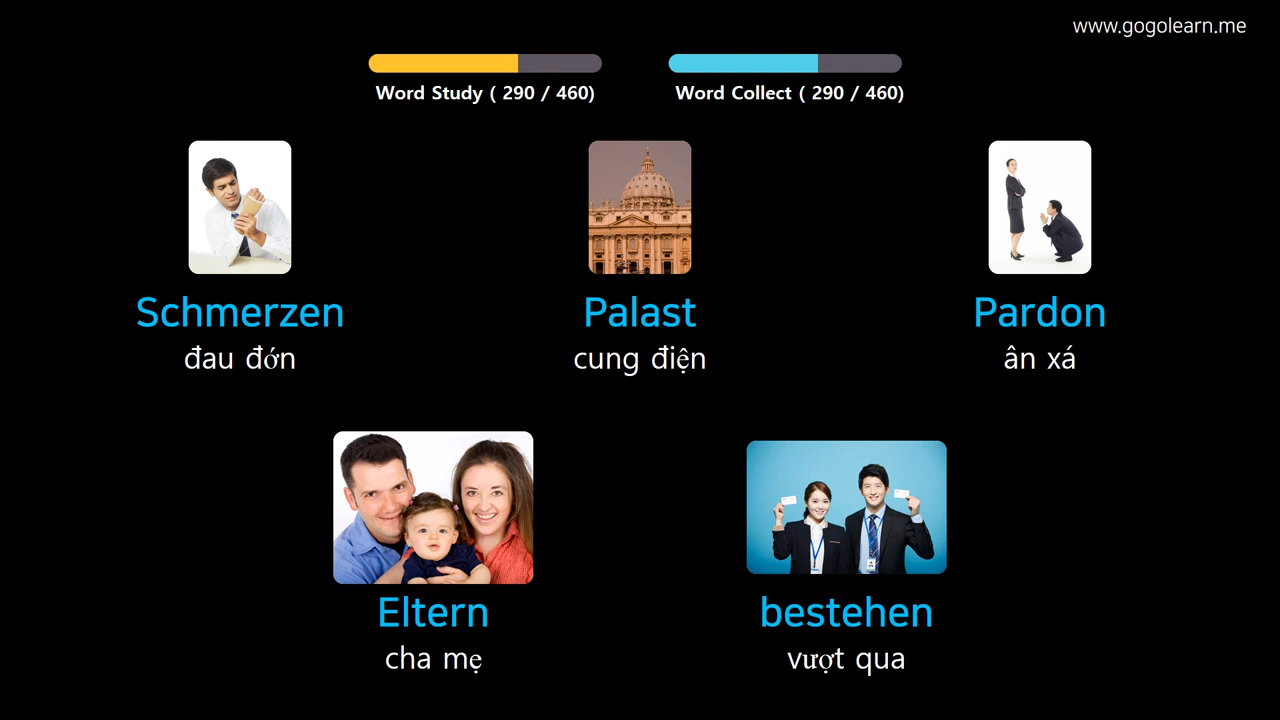 www.gogolearn.me
Word Study ( 290 / 460)
Word Collect ( 290 / 460)
Schmerzen
đau đớn
Palast
cung điện
Pardon
ân xá
Eltern
cha mẹ
bestehen
vượt qua